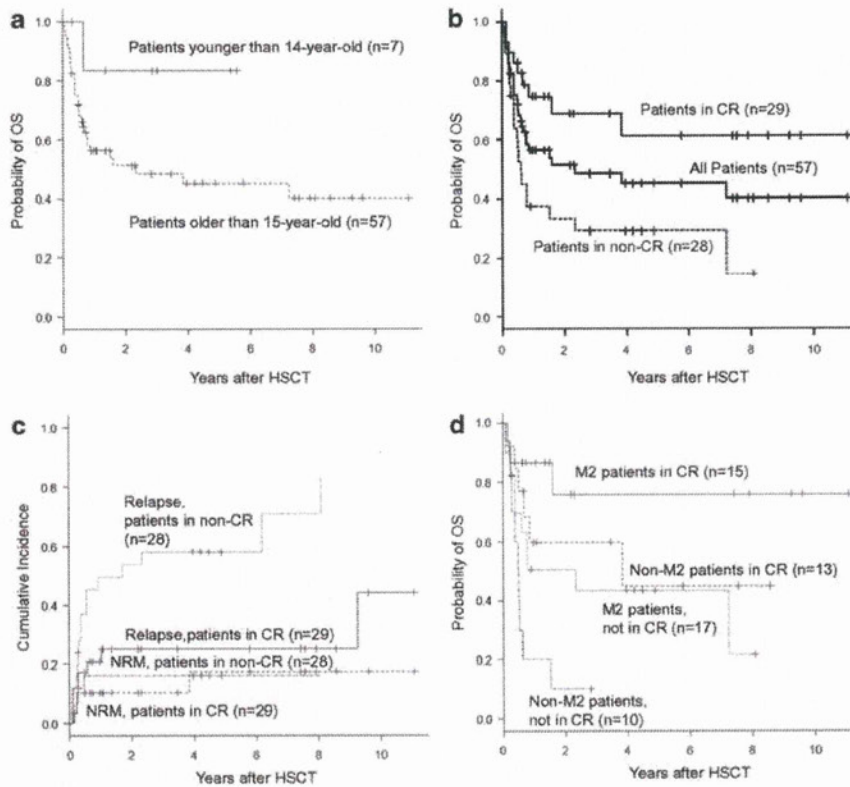 a
1.0
0.8
0.6
0.4
0.2
0.0
Probability of OS
Patients younger than 14-year-old (n=7)
Patients older than 15-year-old (n=57)
0 2 4 6 8 10
Years after HSCT
b
1.0
0.8
0.6
0.4
0.2
0.0
Probability of OS
Patients in CR (n=29)
All Patients (n=57)
Patients in non-CR (n=28)
0 2 4 6 8 10
Years after HSCT
c
1.0
0.8
0.6
0.4
0.2
0.0
Cumulative Incidence
Relapse,
patients in non-CR
(n=28)
Relapse,patients in CR (n=29)
NRM, patients in non-CR (n=28)
NRM, patients in CR (n=29)
0 2 4 6 8 10
Years after HSCT
d
1.0
0.8
0.6
0.4
0.2
0.0
Probability of OS
M2 patients in CR (n=15)
Non-M2 patients in CR (n=13)
M2 patients,
not in CR (n=17)
Non-M2 patients,
not in CR (n=10)
0 2 4 6 8 10
Years after HSCT